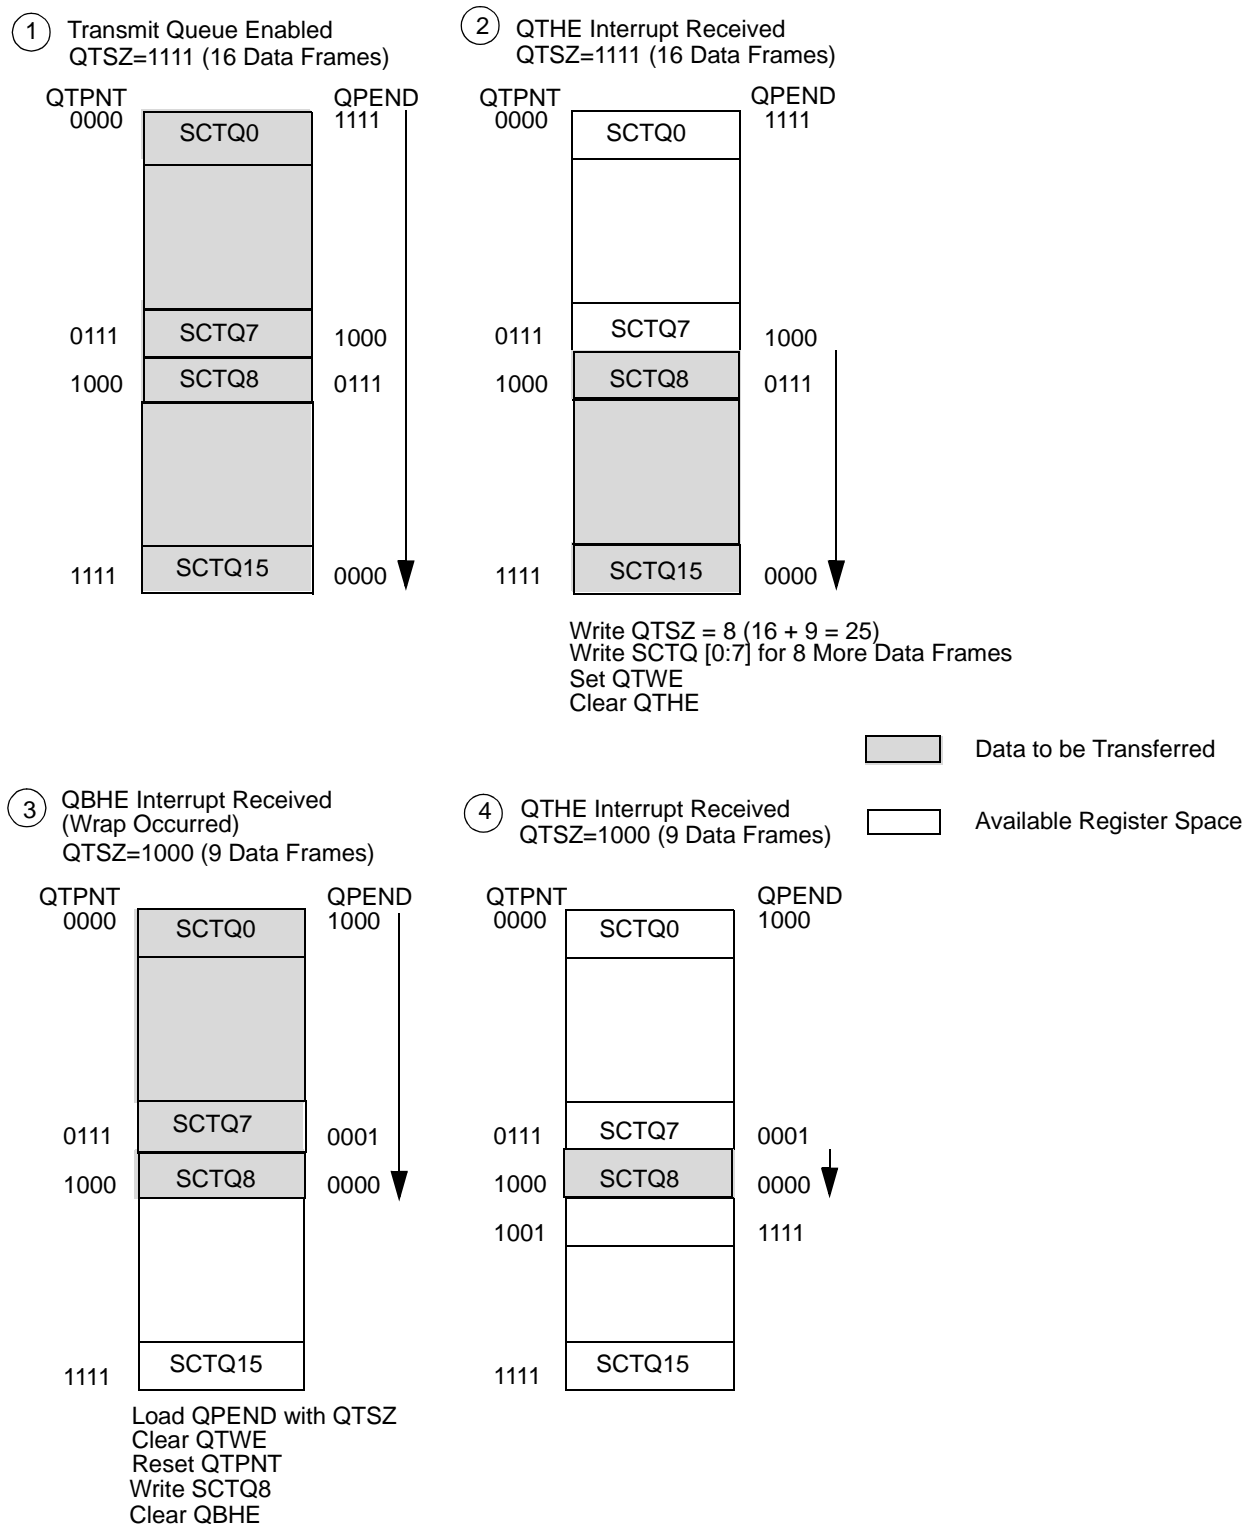 1 Transmit Queue Enabled
QTSZ=1111 (16 Data Frames)
QTPNT QPEND
0000 SCTQ0 1111
0111 SCTQ7 1000
1000 SCTQ8 0111
1111 SCTQ15 0000
2 QTHE Interrupt Received
QTSZ=1111 (16 Data Frames)
QTPNT QPEND
0000 SCTQ0 1111
0111 SCTQ7 1000
1000 SCTQ8 0111
1111 SCTQ15 0000
Write QTSZ = 8 (16 + 9 = 25)
Write SCTQ [0:7] for 8 More Data Frames
Set QTWE
Clear QTHE
Data to be Transferred
Available Register Space
3 QBHE Interrupt Received
(Wrap Occurred)
QTSZ=1000 (9 Data Frames)
QTPNT QPEND
0000 SCTQ0 1000
0111 SCTQ7 0001
1000 SCTQ8 0000
1111 SCTQ15
Load QPEND with QTSZ
Clear QTWE
Reset QTPNT
Write SCTQ8
Clear QBHE
4 QTHE Interrupt Received
QTSZ=1000 (9 Data Frames)
QTPNT QPEND
0000 SCTQ0 1000
0111 SCTQ7 0001
1000 SCTQ8 0000
1001 1111
1111 SCTQ15